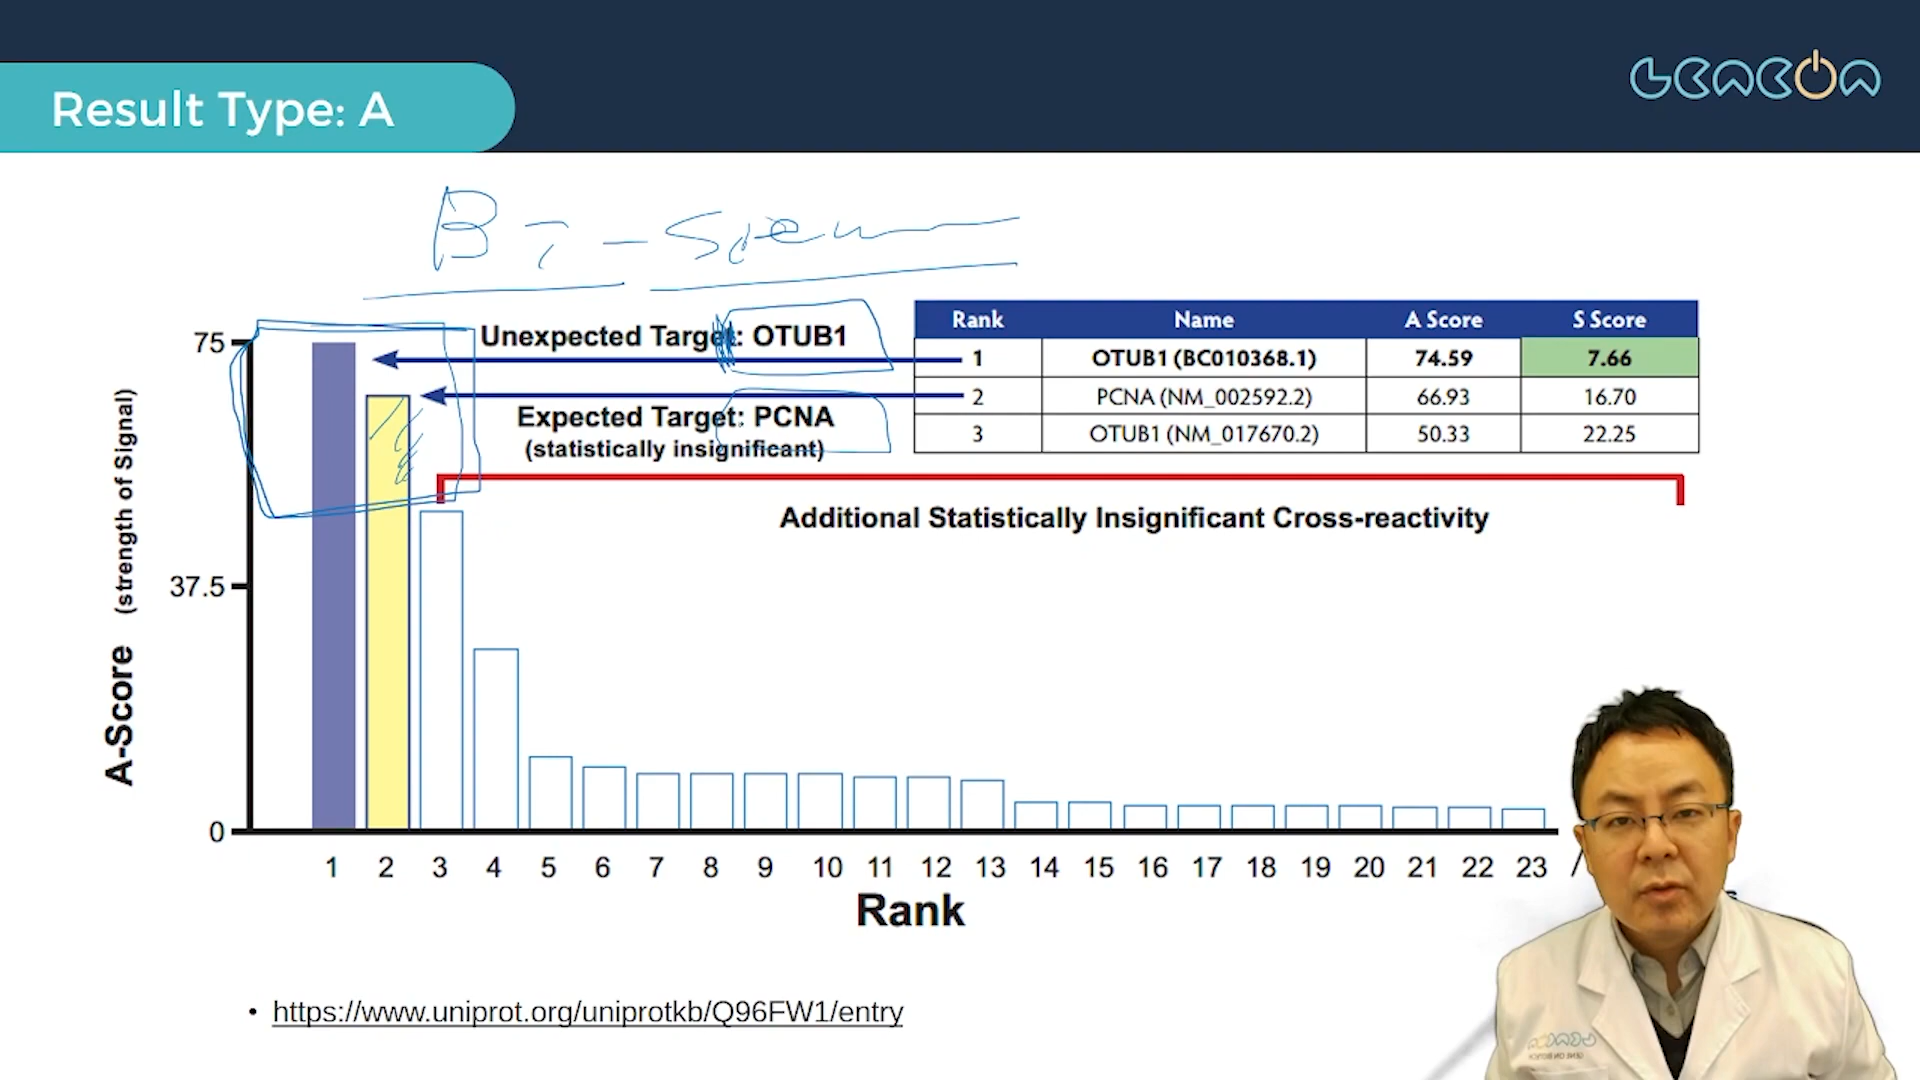 Result Type: A
GENEON
75
37.5
0
A-Score (strength of Signal)
Unexpected Target: OTUB1
Expected Target: PCNA
(statistically insignificant)
Rank Name A Score S Score
1 OTUB1 (BC010368.1) 74.59 7.66
2 PCNA (NM_002592.2) 66.93 16.70
3 OTUB1 (NM_017670.2) 50.33 22.25
Additional Statistically Insignificant Cross-reactivity
1 2 3 4 5 6 7 8 9 10 11 12 13 14 15 16 17 18 19 20 21 22 23 /
Rank
• https://www.uniprot.org/uniprotkb/Q96FW1/entry